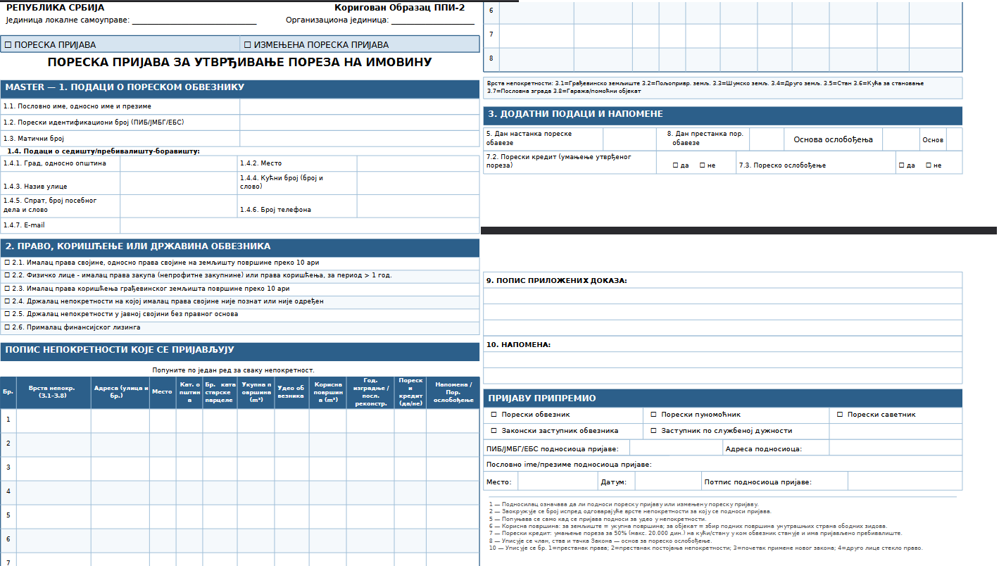 РЕПУБЛИКА СРБИЈА
Коригован Образац ППИ-2
Јединица локалне самоуправе: ______________________________
Организациона јединица: ____________________
☐ ПОРЕСКА ПРИЈАВА
☐ ИЗМЕЊЕНА ПОРЕСКА ПРИЈАВА
ПОРЕСКА ПРИЈАВА ЗА УТВРЂИВАЊЕ ПОРЕЗА НА ИМОВИНУ
MASTER — 1. ПОДАЦИ О ПОРЕСКОМ ОБВЕЗНИКУ
1.1. Пословно име, односно име и презиме
1.2. Порески идентификациони број (ПИБ/ЈМБГ/ЕБС)
1.3. Матични број
1.4. Подаци о седишту/пребивалишту-боравишту:
1.4.1. Град, односно општина
1.4.2. Место
1.4.3. Назив улице
1.4.4. Кућни број (број и
слово)
1.4.5. Спрат, број посебног
дела и слово
1.4.6. Број телефона
1.4.7. E-mail
2. ПРАВО, КОРИШЋЕЊЕ ИЛИ ДРЖАВИНА ОБВЕЗНИКА
☐ 2.1. Ималац права својине, односно права својине на земљишту површине преко 10 ари
☐ 2.2. Физичко лице - ималац права закупа (непрофитне закупнине) или права коришћења, за период > 1 год.
☐ 2.3. Ималац права коришћења грађевинског земљишта површине преко 10 ари
☐ 2.4. Држалац непокретности на којој ималац права својине није познат или није одређен
☐ 2.5. Држалац непокретности у јавној својини без правног основа
☐ 2.6. Прималац финансијског лизинга
ПОПИС НЕПОКРЕТНОСТИ КОЈЕ СЕ ПРИЈАВЉУЈУ
Попуните по један ред за сваку непокретност.
Бр.
Врста непокр.
(3.1–3.8)
Адреса (улица и
бр.)
Место
Кат. о
пштин
а
Бр. ката
старске
парцеле
Укупна п
овршина
(m²)
Удео об
везника
Корисна
површин
а (m²)
Год.
изградње /
посл.
реконстр.
Пореск
и
кредит
(да/не)
Напомена /
Пор.
ослобођење
1
2
3
4
5
6
7
6
7
8
Врста непокретности: 3.1=Грађевинско земљиште 3.2=Пољопривр. земљ. 3.3=Шумско земљ. 3.4=Друго земљ. 3.5=Стан 3.6=Кућа за становање
3.7=Пословна зграда 3.8=Гаража/помоћни објекат
3. ДОДАТНИ ПОДАЦИ И НАПОМЕНЕ
5. Дан настанка пореске
обавезе
8. Дан престанка пор.
обавезе
Основа ослобођења
Основ
7.2. Порески кредит (умањење утврђеног
пореза)
☐ да ☐ не
7.3. Пореско ослобођење
☐ да ☐ не
9. ПОПИС ПРИЛОЖЕНИХ ДОКАЗА:
10. НАПОМЕНА:
ПРИЈАВУ ПРИПРЕМИО
☐ Порески обвезник
☐ Порески пуномоћник
☐ Порески саветник
☐ Законски заступник обвезника
☐ Заступник по службеној дужности
ПИБ/ЈМБГ/ЕБС подносиоца пријаве:
Адреса подносиоца:
Пословно ime/презиме подносиоца пријаве:
Место:
Датум:
Потпис подносиоца пријаве:
1 — Подносилац означава да ли подноси пореску пријаву или измењену пореску пријаву.
2 — Заокружује се број испред одговарајуће врсте непокретности за коју се подноси пријава.
5 — Попуњава се само кад се пријава подноси за удео у непокретности.
6 — Корисна површина: за земљиште = укупна површина; за објекат = збир подних површина унутрашњих страна ободних зидова.
7 — Порески кредит: умањење пореза за 50% (макс. 20.000 дин.) на кући/стану у ком обвезник станује и има пријављено пребивалиште.
8 — Уписује се члан, став и тачка Закона — основ за пореско ослобођење.
10 — Уписује се бр. 1=престанак права; 2=престанак постојања непокретности; 3=почетак примене новог закона; 4=друго лице стекло право.